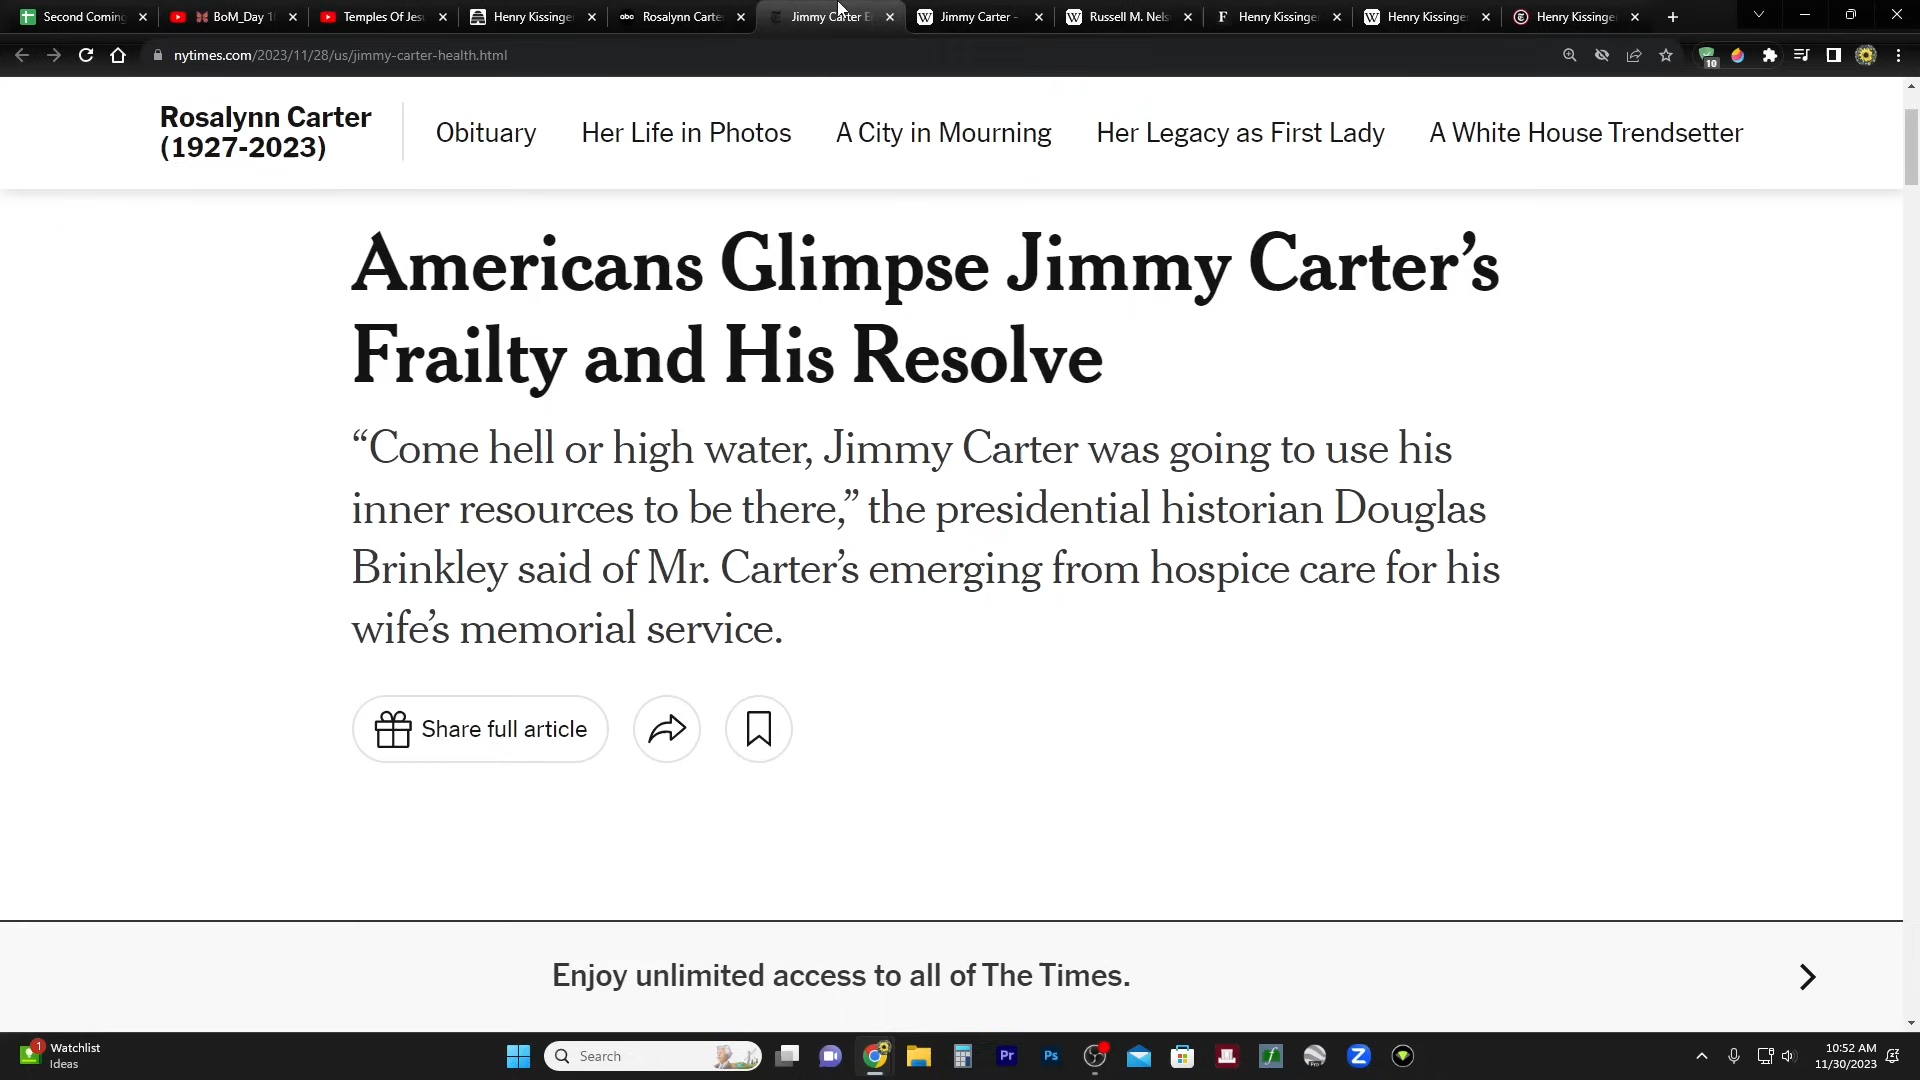 Second Coming
BoM_Day 1
Temples Of Jes
Henry Kissinge
abc
Rosalynn Carte
Jimmy Carter E
Jimmy Carter -
Russell M. Nels
Henry Kissinge
Henry Kissinge
Henry Kissinge
nytimes.com/2023/11/28/us/jimmy-carter-health.html
10
Rosalynn Carter
(1927-2023)
Obituary
Her Life in Photos
A City in Mourning
Her Legacy as First Lady
A White House Trendsetter
Americans Glimpse Jimmy Carter’s
Frailty and His Resolve
“Come hell or high water, Jimmy Carter was going to use his
inner resources to be there,” the presidential historian Douglas
Brinkley said of Mr. Carter’s emerging from hospice care for his
wife’s memorial service.
Share full article
Enjoy unlimited access to all of The Times.
1
Watchlist
Ideas
Search
Pr
Ps
10:52 AM
11/30/2023